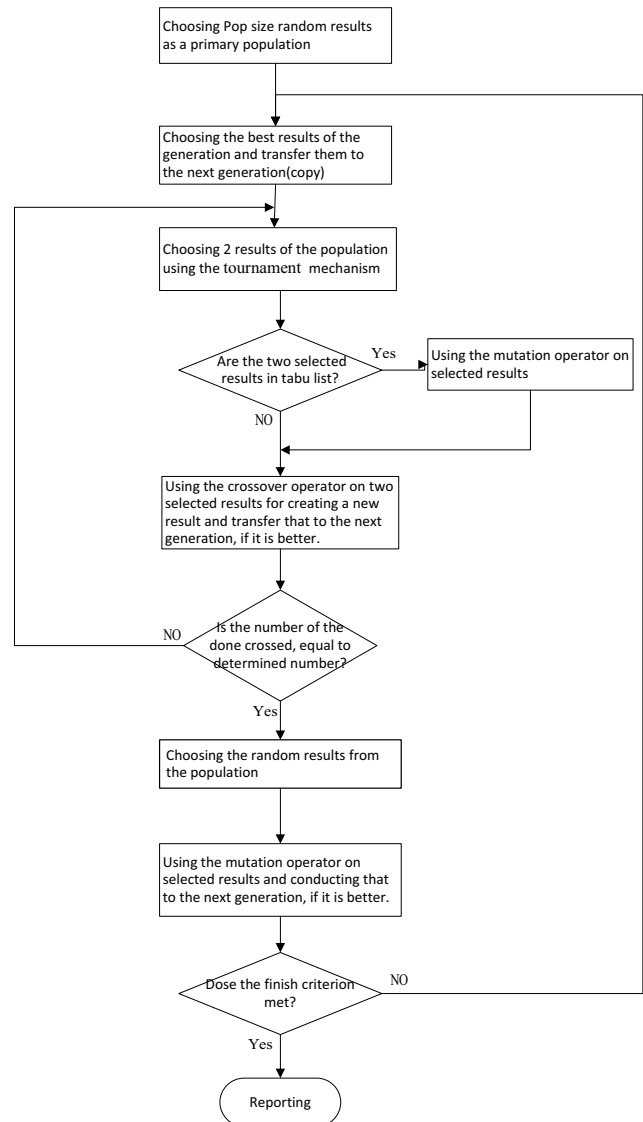 Choosing Pop size random results
as a primary population
Choosing the best results of the
generation and transfer them to
the next generation(copy)
Choosing 2 results of the population
using the tournament mechanism
Are the two selected
results in tabu list?
Yes
Using the mutation operator on
selected results
NO
Using the crossover operator on two
selected results for creating a new
result and transfer that to the next
generation, if it is better.
NO
Is the number of the
done crossed, equal to
determined number?
Yes
Choosing the random results from
the population
Using the mutation operator on
selected results and conducting that
to the next generation, if it is better.
Dose the finish criterion
met?
NO
Yes
Reporting